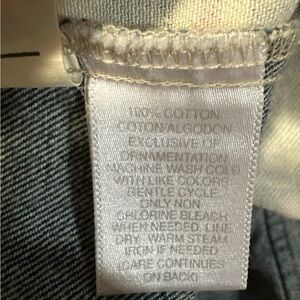 100% COTTON
COTON/ALGODON
EXCLUSIVE OF
ORNAMENTATION
MACHINE WASH COLD
WITH LIKE COLORS
GENTLE CYCLE
ONLY NON-
CHLORINE BLEACH
WHEN NEEDED, LINE
DRY. WARM STEAM
IRON IF NEEDED
(CARE CONTINUES
ON BACK)